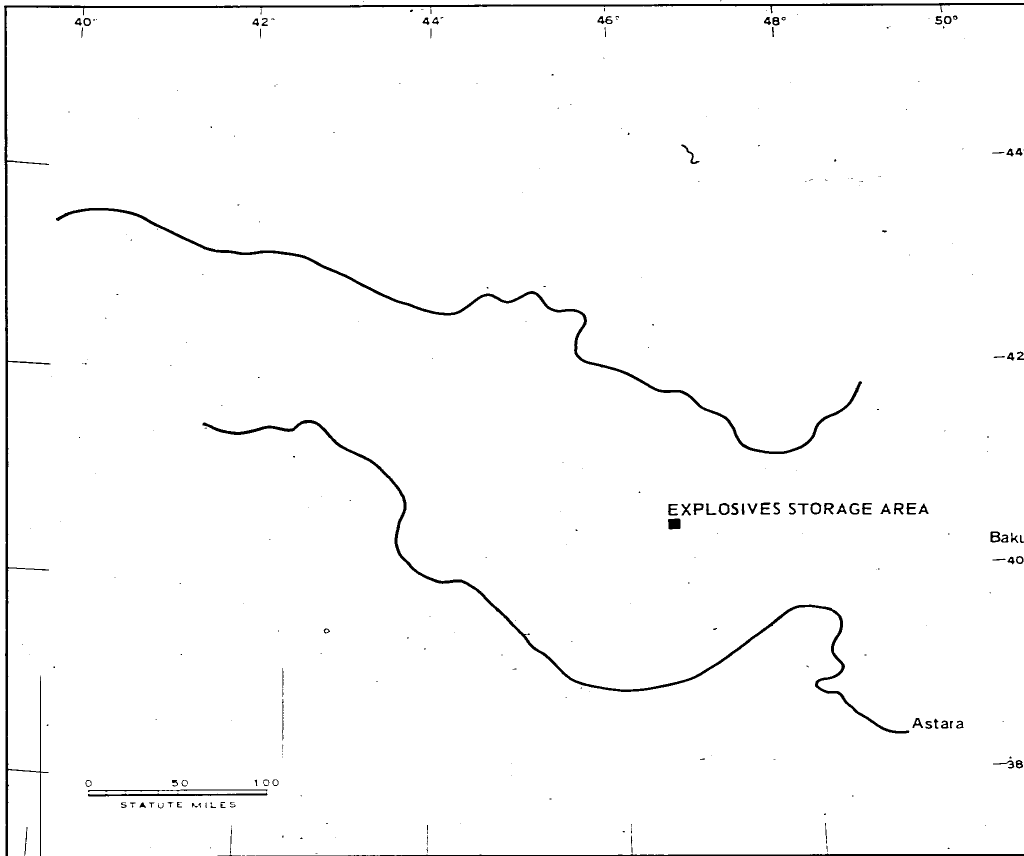 40° 42° 44° 46° 48° 50°
—44°
—42
EXPLOSIVES STORAGE AREA
Baku
—40
Astara
—38
0 50 100
STATUTE MILES